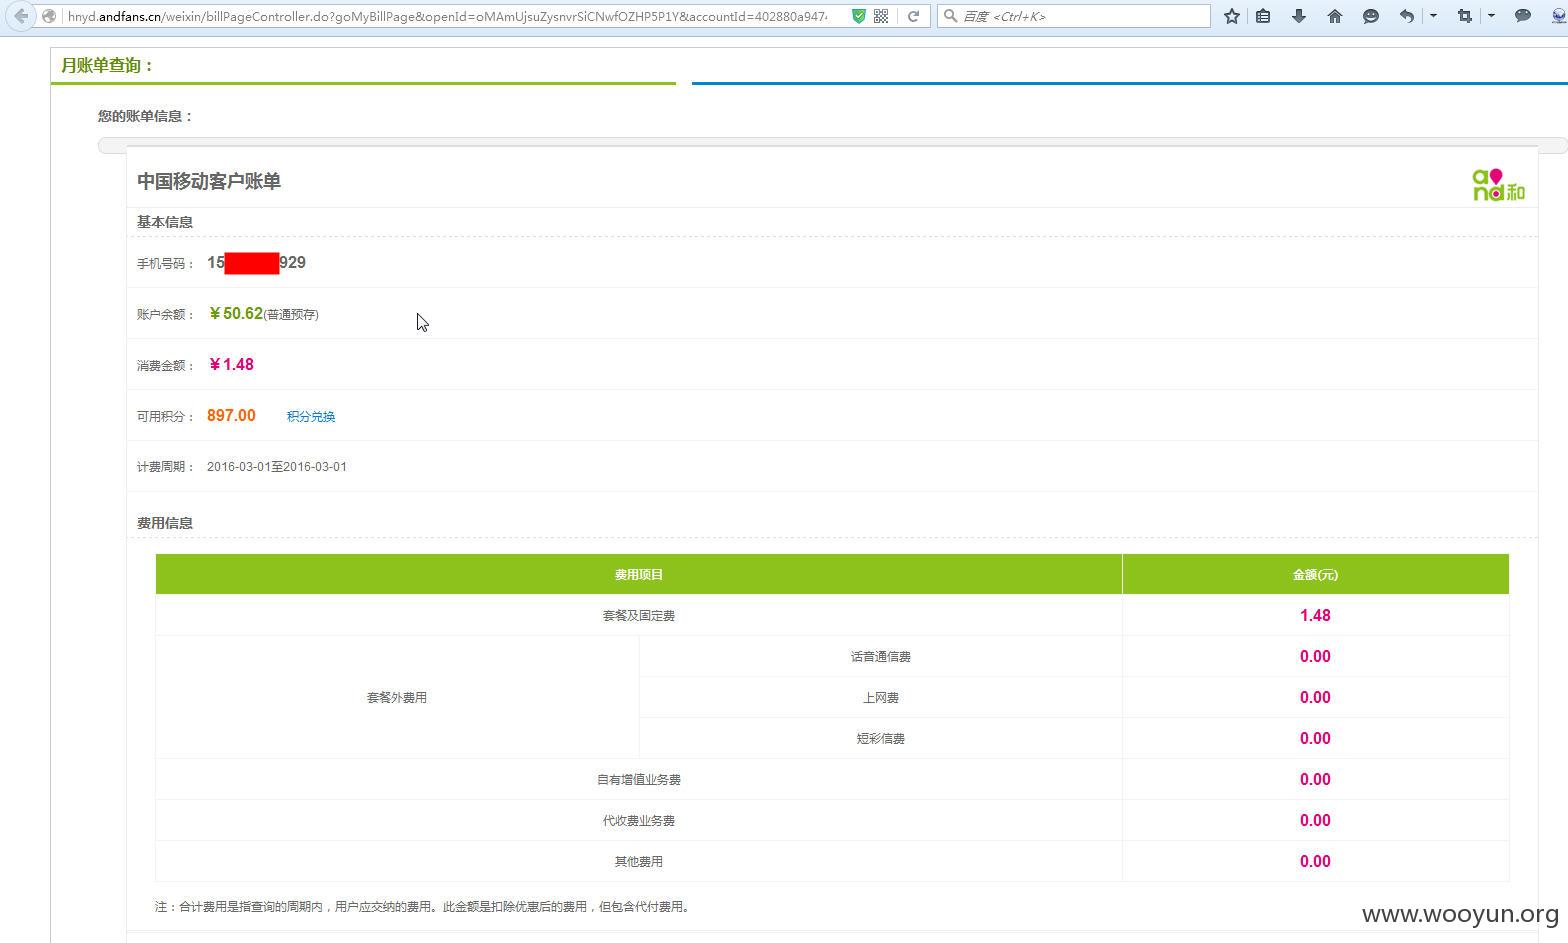 hnyd.andfans.cn/weixin/billPageController.do?goMyBillPage&openId=oMAmUjsuZysnvrSiCNwfOZHP5P1Y&accountId=402880a947
百度 <Ctrl+K>
月账单查询：
您的账单信息：
中国移动客户账单
and和
基本信息
手机号码： 15 929
账户余额： ￥50.62(普通预存)
消费金额： ￥1.48
可用积分： 897.00 积分兑换
计费周期： 2016-03-01至2016-03-01
费用信息
费用项目 金额(元)
套餐及固定费 1.48
套餐外费用
话音通信费 0.00
上网费 0.00
短彩信费 0.00
自有增值业务费 0.00
代收费业务费 0.00
其他费用 0.00
注：合计费用是指查询的周期内，用户应交纳的费用。此金额是扣除优惠后的费用，但包含代付费用。
www.wooyun.org